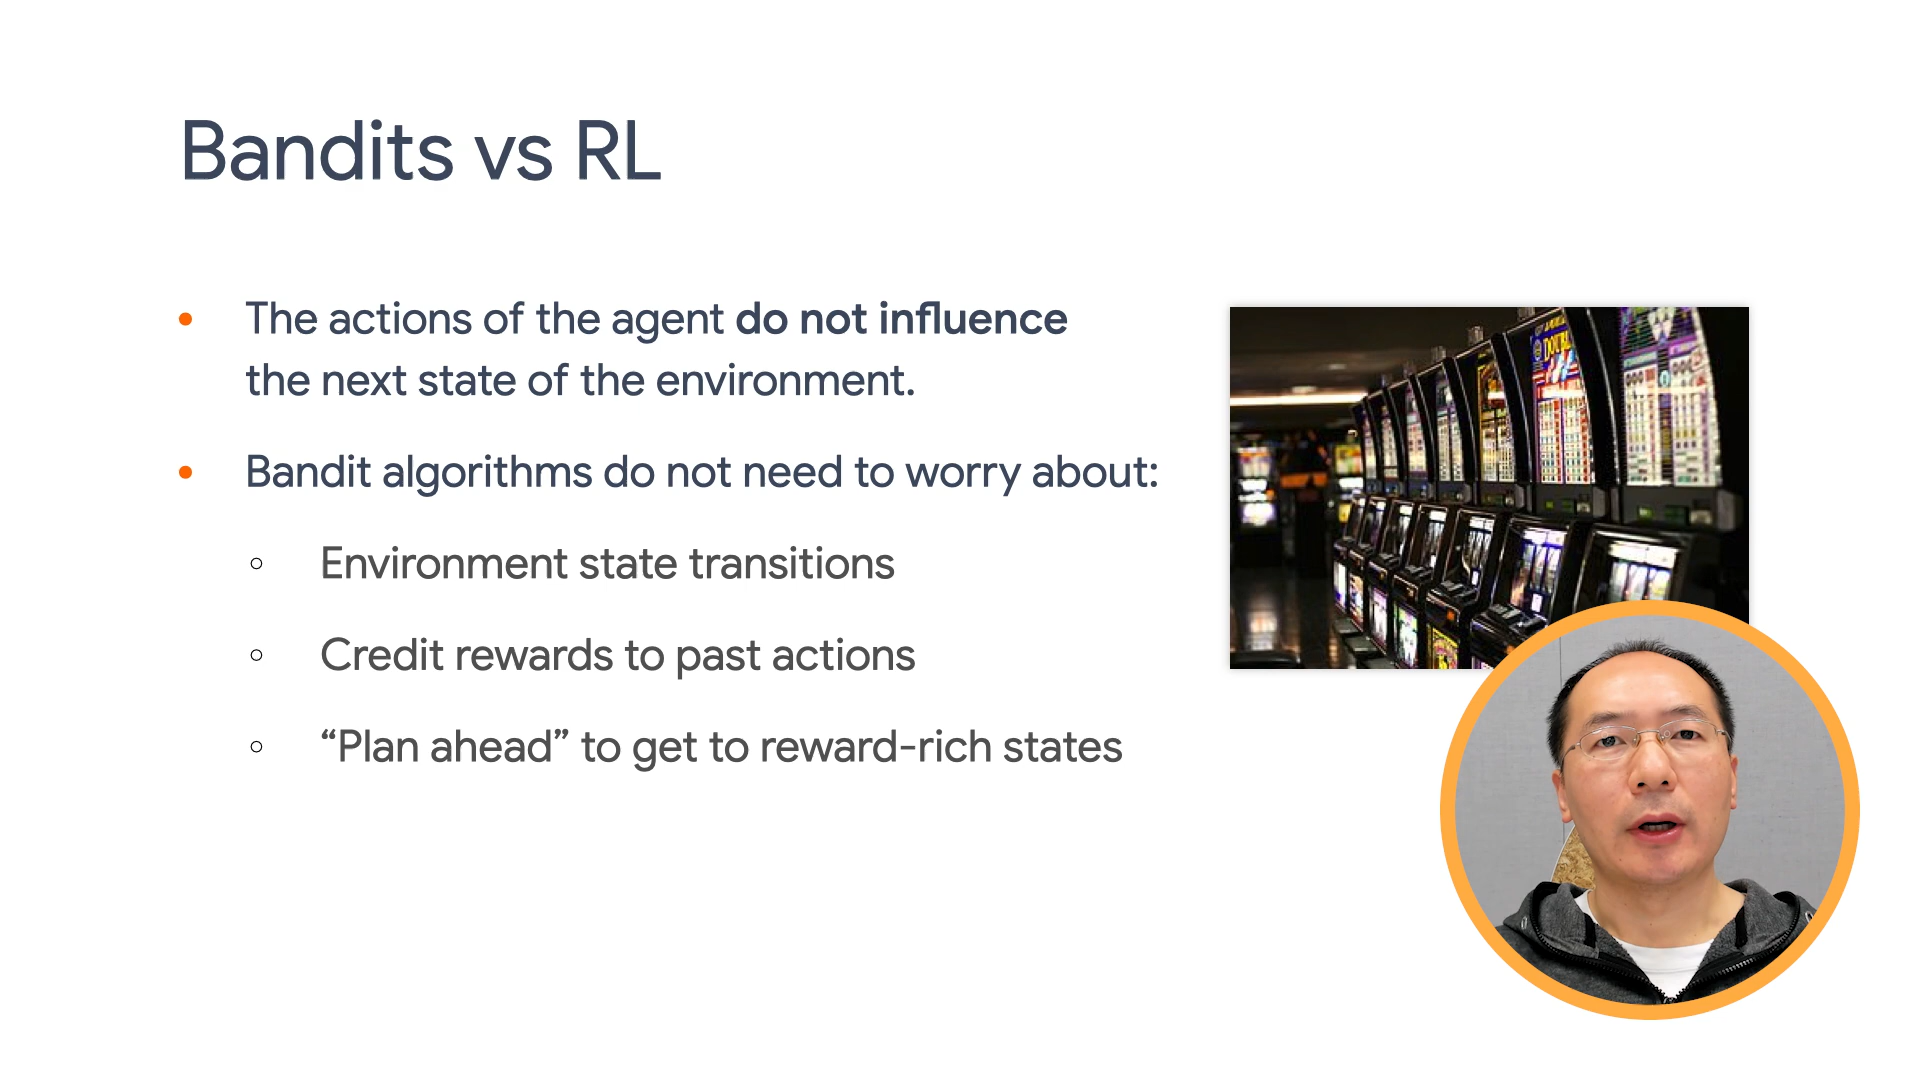 Bandits vs RL
• The actions of the agent do not influence
the next state of the environment.
• Bandit algorithms do not need to worry about:
○ Environment state transitions
○ Credit rewards to past actions
○ “Plan ahead” to get to reward-rich states
DOUBL